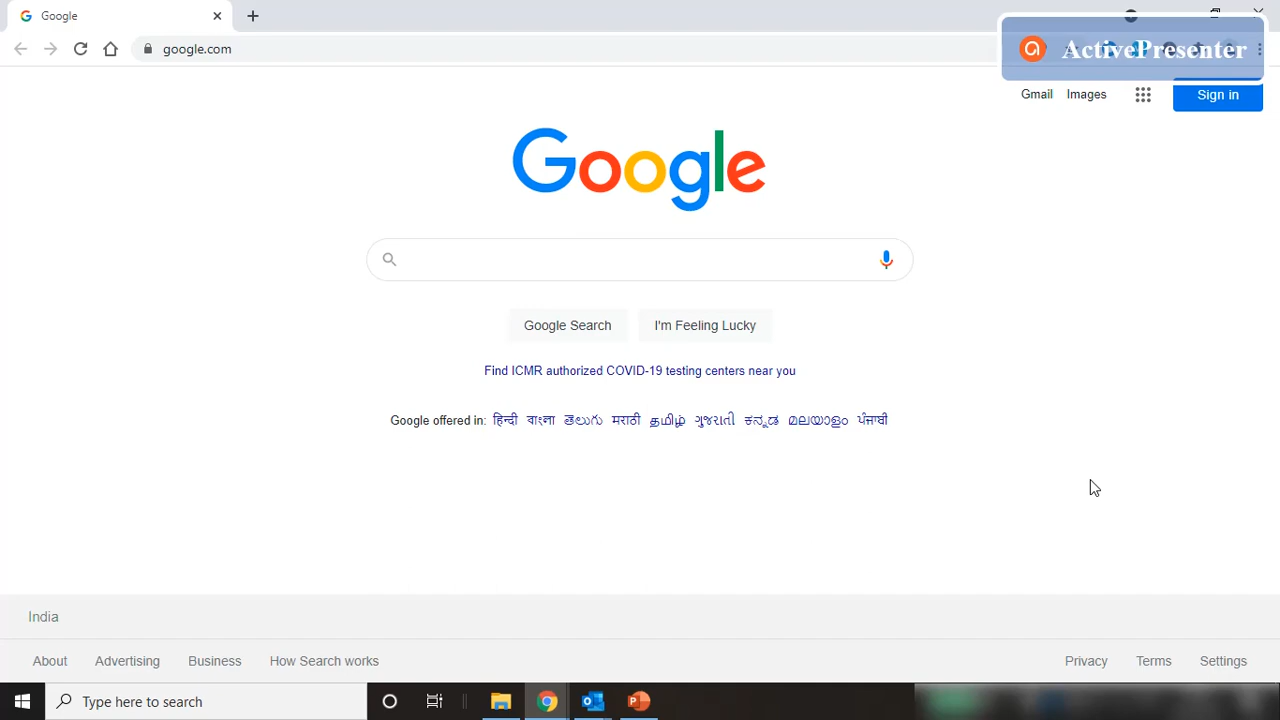 Google
google.com
ActivePresenter
Gmail Images
Sign in
Google
Google Search
I'm Feeling Lucky
Find ICMR authorized COVID-19 testing centers near you
Google offered in: हिन्दी বাংলা తెలుగు मराठी தமிழ் ગુજરાતી ಕನ್ನಡ മലയാളം ਪੰਜਾਬੀ
India
About Advertising Business How Search works
Privacy Terms Settings
Type here to search